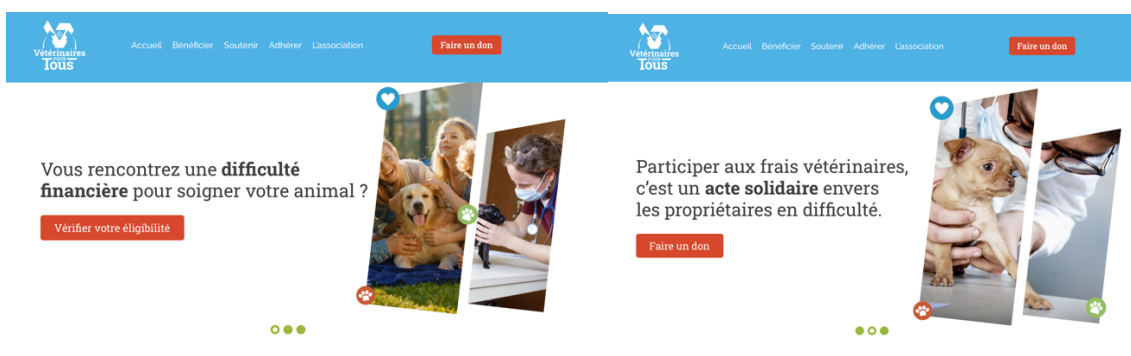 Vétérinaires
POUR
Tous
Accueil Bénéficier Soutenir Adhérer L'association
Faire un don
Vous rencontrez une difficulté
financière pour soigner votre animal ?
Vérifier votre éligibilité
Vétérinaires
POUR
Tous
Accueil Bénéficier Soutenir Adhérer L'association
Faire un don
Participer aux frais vétérinaires,
c'est un acte solidaire envers
les propriétaires en difficulté.
Faire un don